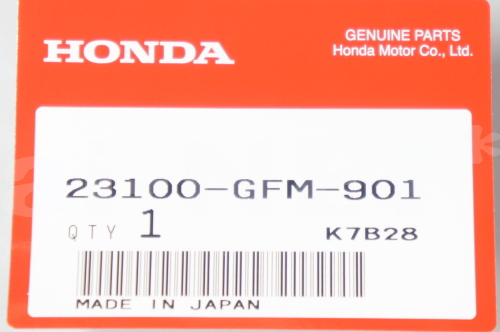 HONDA
GENUINE PARTS
Honda Motor Co., Ltd.
23100-GFM-901
QTY 1 K7B28
MADE IN JAPAN